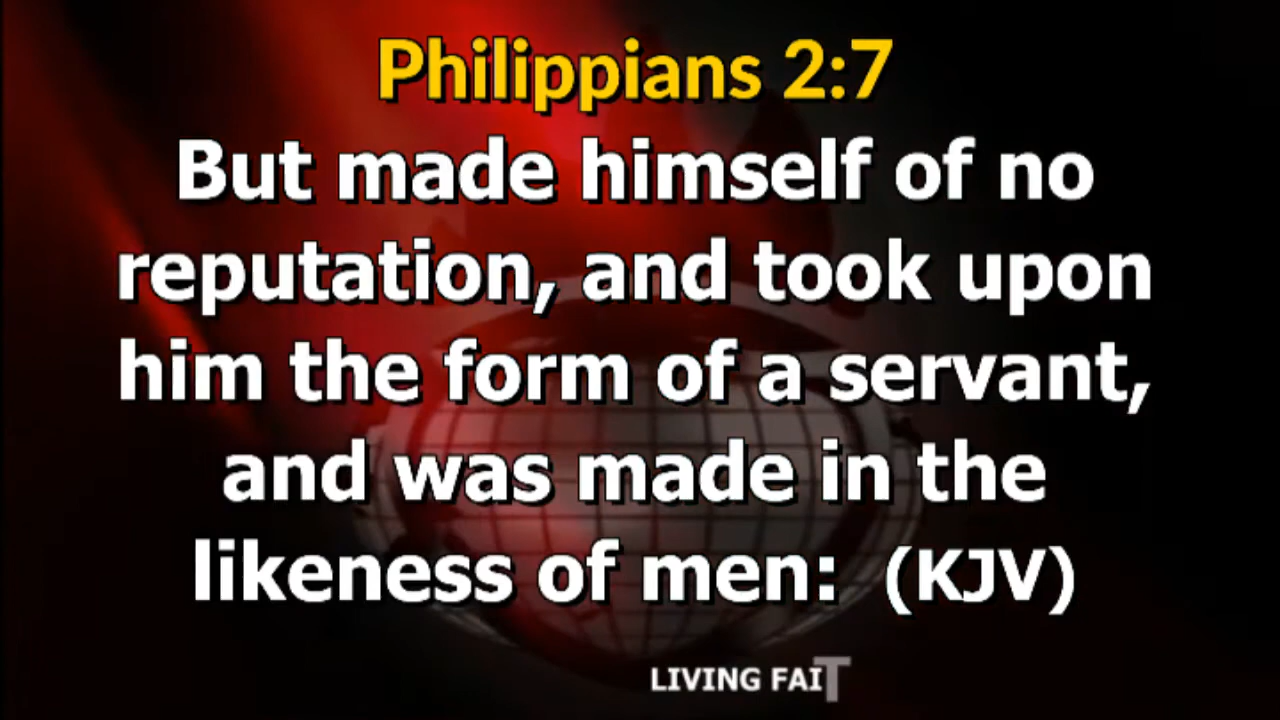 Philippians 2:7
But made himself of no
reputation, and took upon
him the form of a servant,
and was made in the
likeness of men:  (KJV)
LIVING FAIT